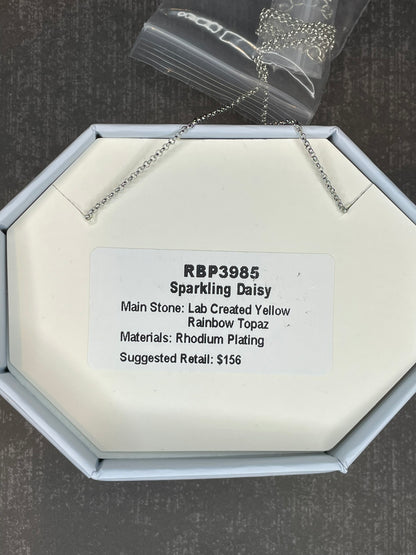 RBP3985
Sparkling Daisy
Main Stone: Lab Created Yellow
Rainbow Topaz
Materials: Rhodium Plating
Suggested Retail: $156